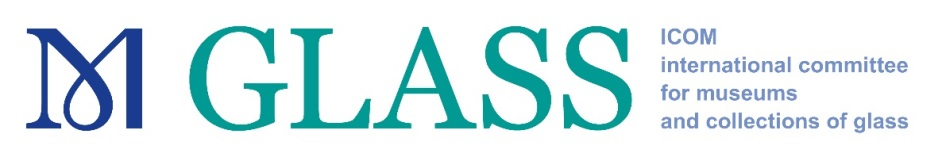 M GLASS
ICOM
international committee
for museums
and collections of glass